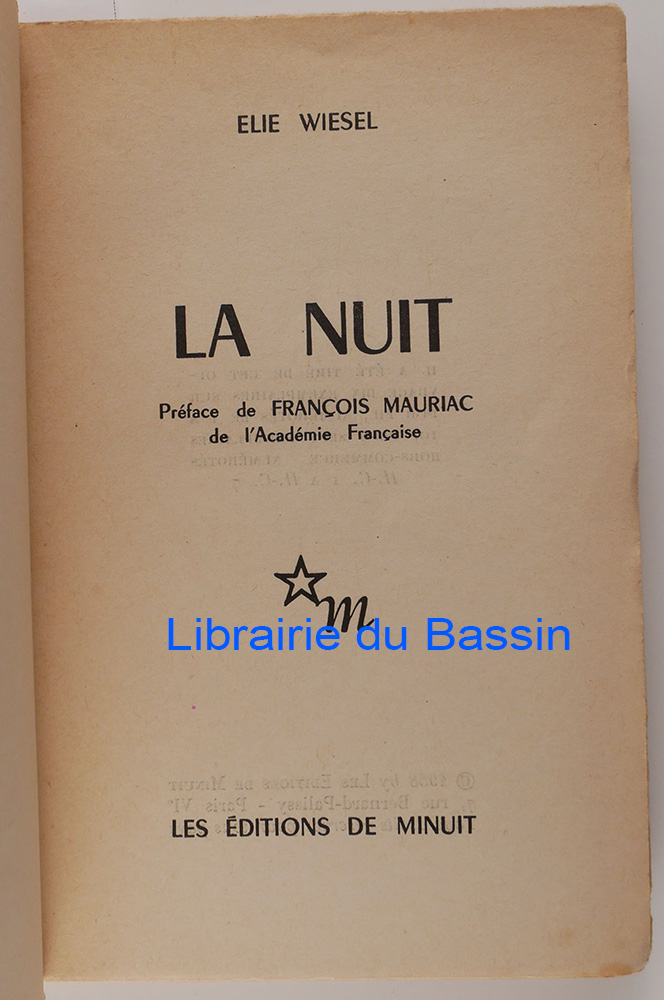 ELIE WIESEL
LA NUIT
Préface de FRANÇOIS MAURIAC
de l'Académie Française
m
Librairie du Bassin
LES ÉDITIONS DE MINUIT